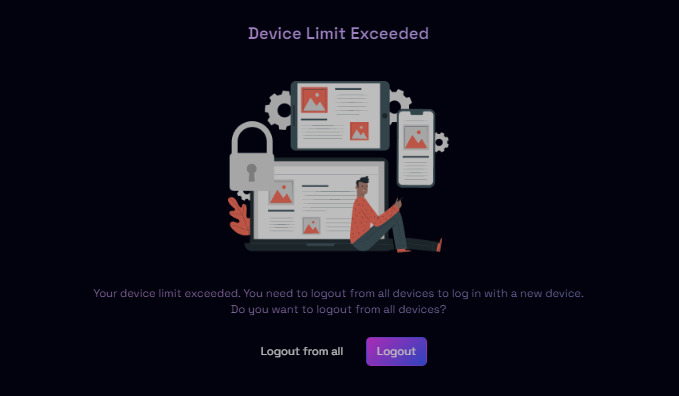 Device Limit Exceeded
Your device limit exceeded. You need to logout from all devices to log in with a new device.
Do you want to logout from all devices?
Logout from all
Logout